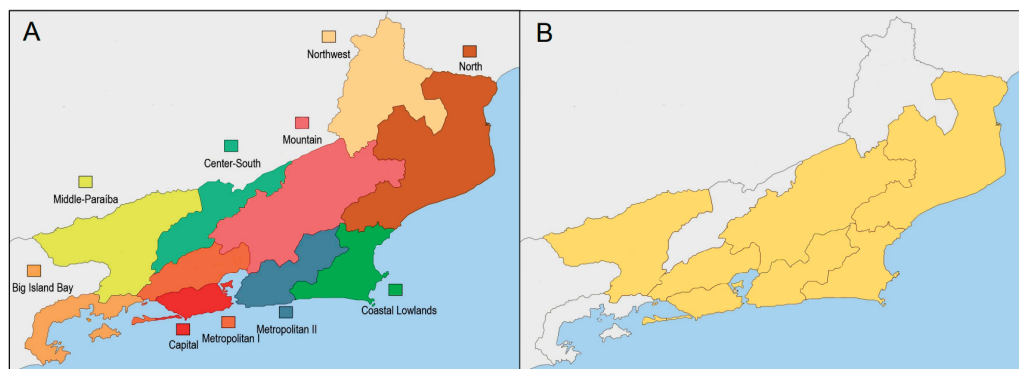 A
B
Northwest
North
Mountain
Center-South
Middle-Paraíba
Big Island Bay
Coastal Lowlands
Metropolitan II
Metropolitan I
Capital